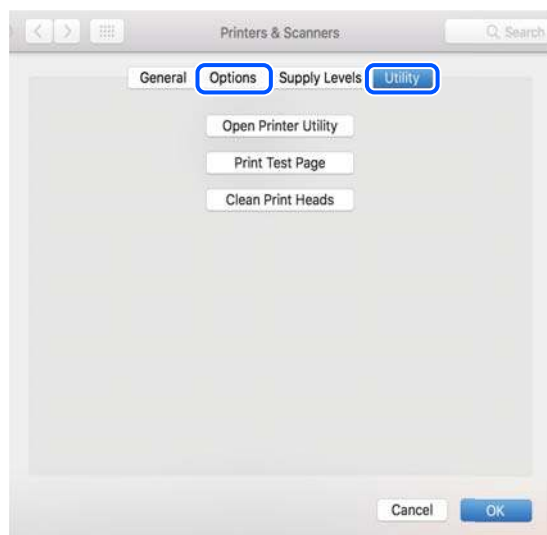 Printers & Scanners Search
General Options Supply Levels Utility
Open Printer Utility
Print Test Page
Clean Print Heads
Cancel OK